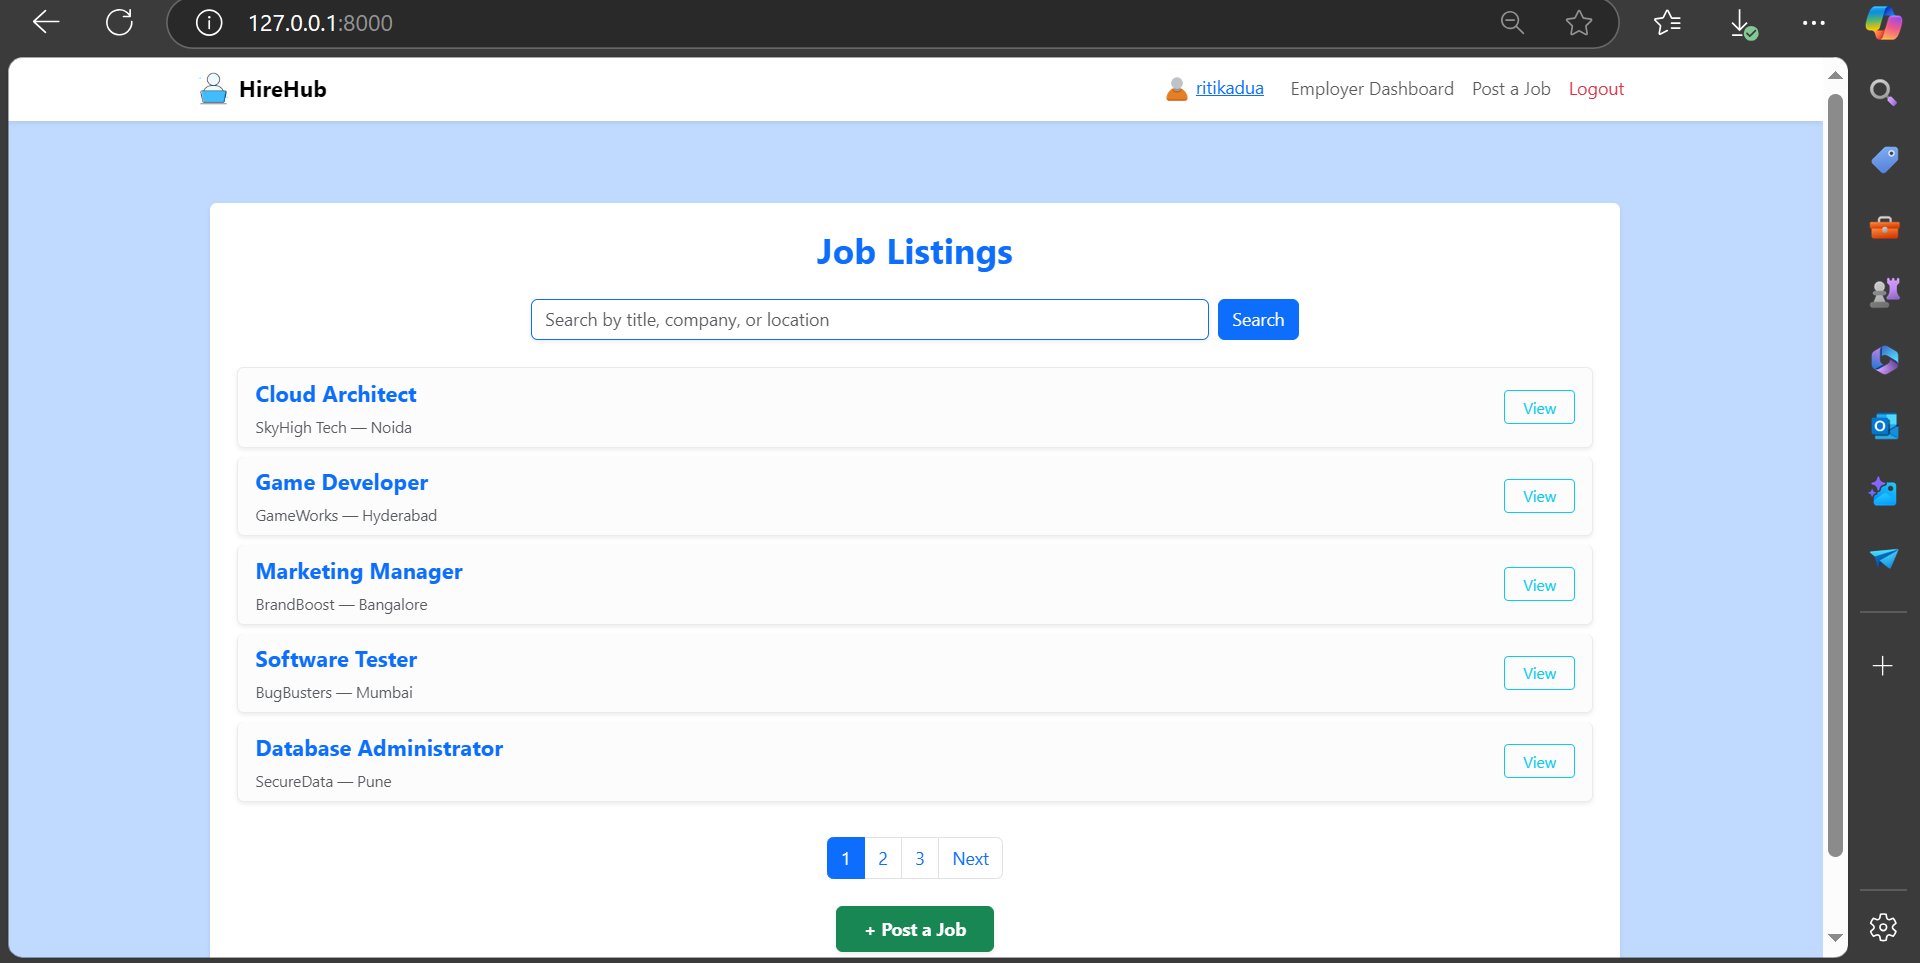 127.0.0.1:8000
HireHub
ritikadua Employer Dashboard Post a Job Logout
Job Listings
Search by title, company, or location Search
Cloud Architect
SkyHigh Tech — Noida
View
Game Developer
GameWorks — Hyderabad
View
Marketing Manager
BrandBoost — Bangalore
View
Software Tester
BugBusters — Mumbai
View
Database Administrator
SecureData — Pune
View
1 2 3 Next
+ Post a Job